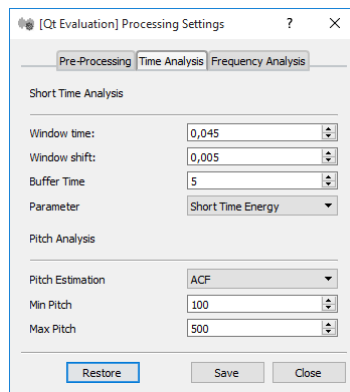 [Qt Evaluation] Processing Settings ?
Pre-Processing Time Analysis Frequency Analysis
Short Time Analysis
Window time: 0,045
Window shift: 0,005
Buffer Time 5
Parameter Short Time Energy
Pitch Analysis
Pitch Estimation ACF
Min Pitch 100
Max Pitch 500
Restore Save Close